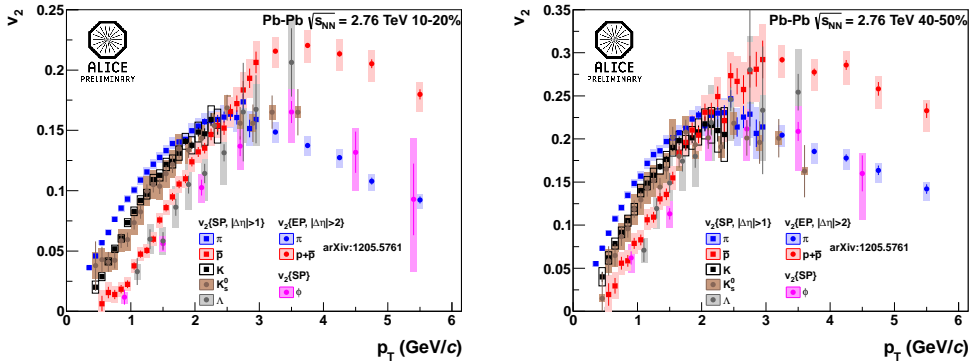 v₂
Pb-Pb √sNN = 2.76 TeV 10-20%
ALICE
PRELIMINARY
0.25
0.2
0.15
0.1
0.05
0
v₂{SP, |Δη|>1}
π
p̅
K
K⁰s
Λ
v₂{EP, |Δη|>2}
π
p+p̅
arXiv:1205.5761
v₂{SP}
ϕ
0 1 2 3 4 5 6
p_T (GeV/c)
v₂
Pb-Pb √sNN = 2.76 TeV 40-50%
ALICE
PRELIMINARY
0.35
0.3
0.25
0.2
0.15
0.1
0.05
0
v₂{SP, |Δη|>1}
π
p̅
K
K⁰s
Λ
v₂{EP, |Δη|>2}
π
p+p̅
arXiv:1205.5761
v₂{SP}
ϕ
0 1 2 3 4 5 6
p_T (GeV/c)